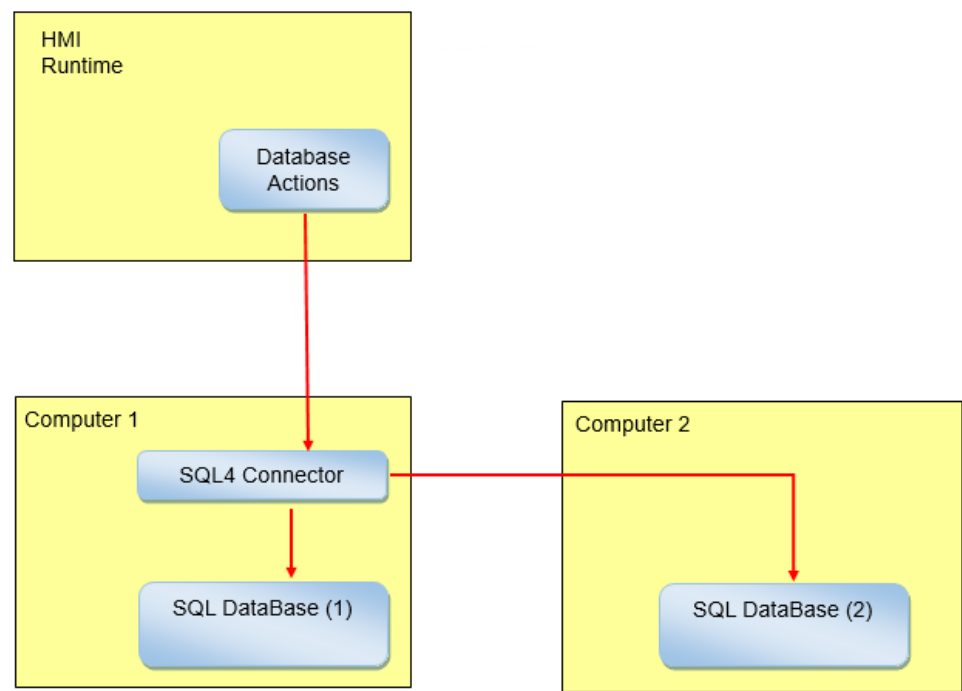 HMI
Runtime
Database
Actions
Computer 1
SQL4 Connector
SQL DataBase (1)
Computer 2
SQL DataBase (2)